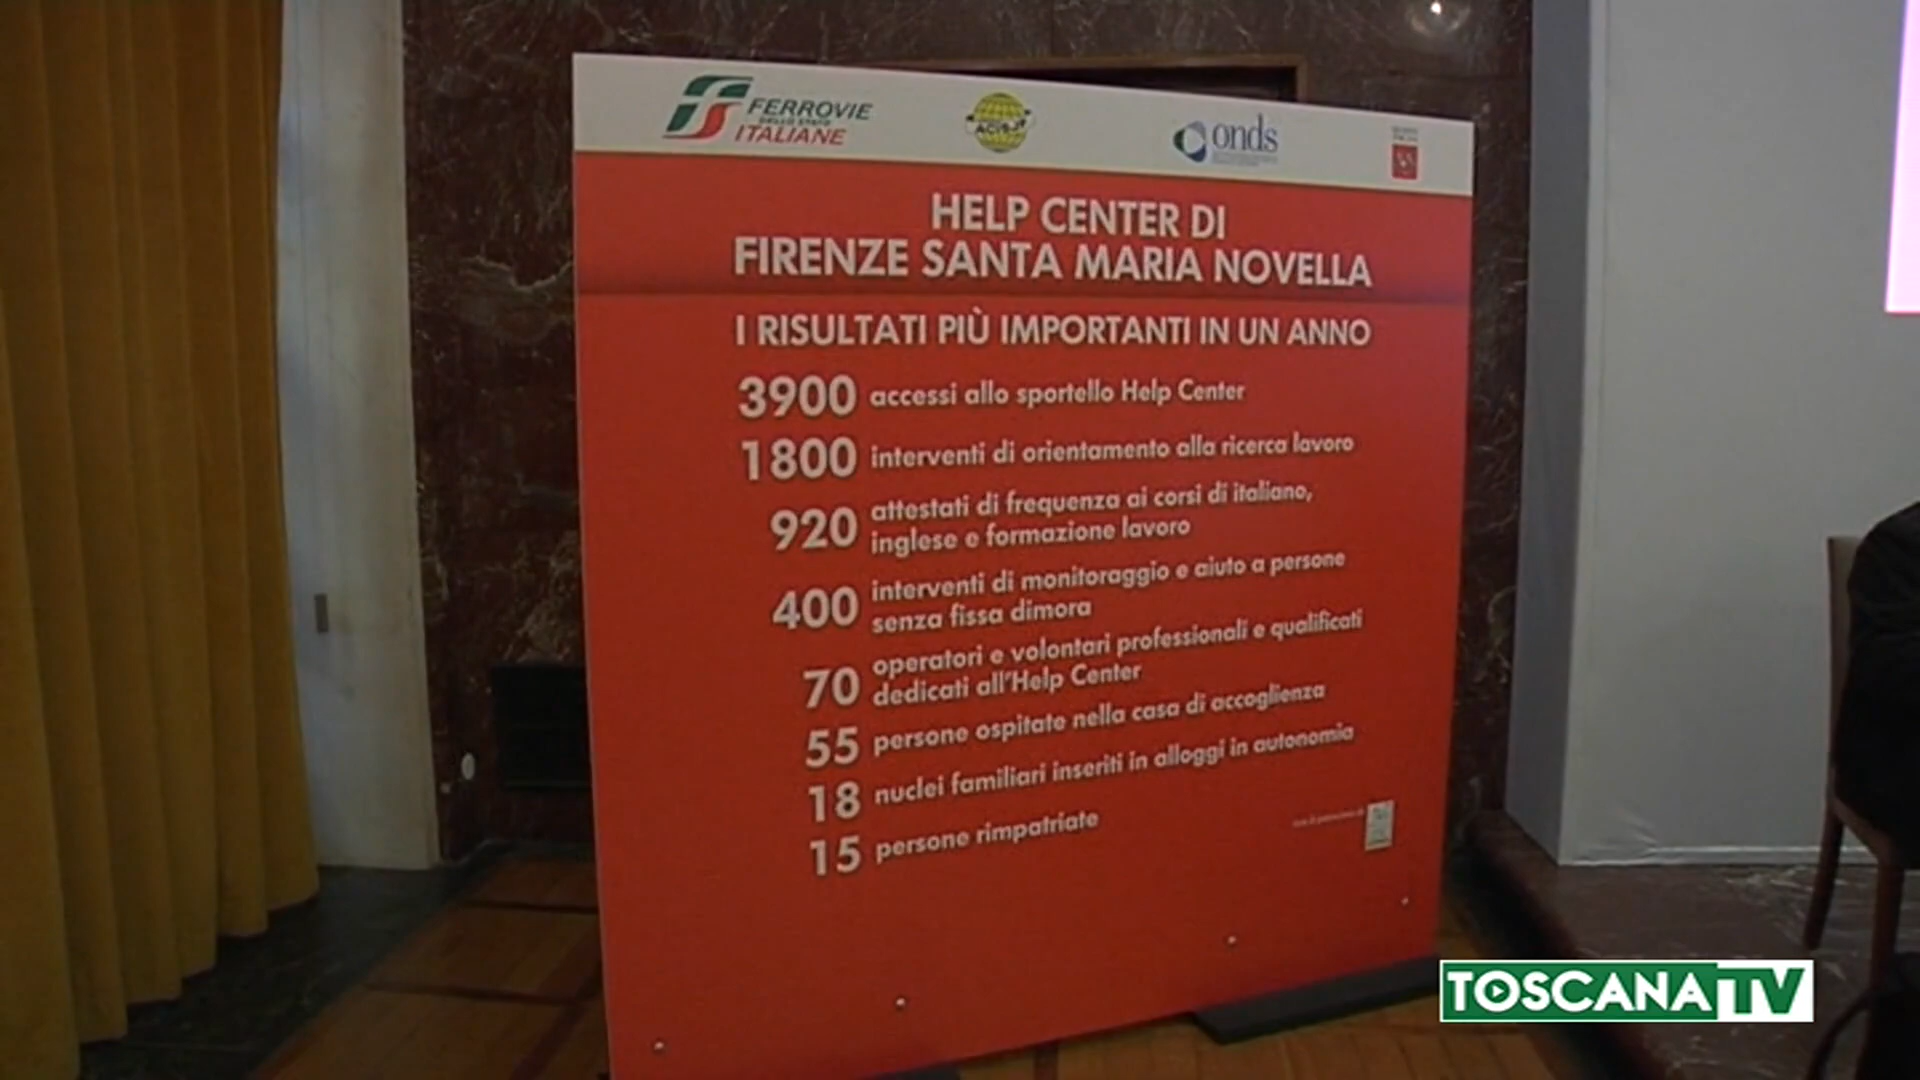 FERROVIE
DELLO STATO
ITALIANE
ACISJF
onds
HELP CENTER DI
FIRENZE SANTA MARIA NOVELLA
I RISULTATI PIÙ IMPORTANTI IN UN ANNO
3900 accessi allo sportello Help Center
1800 interventi di orientamento alla ricerca lavoro
920 attestati di frequenza ai corsi di italiano,
inglese e formazione lavoro
400 interventi di monitoraggio e aiuto a persone
senza fissa dimora
70 operatori e volontari professionali e qualificati
dedicati all'Help Center
55 persone ospitate nella casa di accoglienza
18 nuclei familiari inseriti in alloggi in autonomia
15 persone rimpatriate
TOSCANA TV